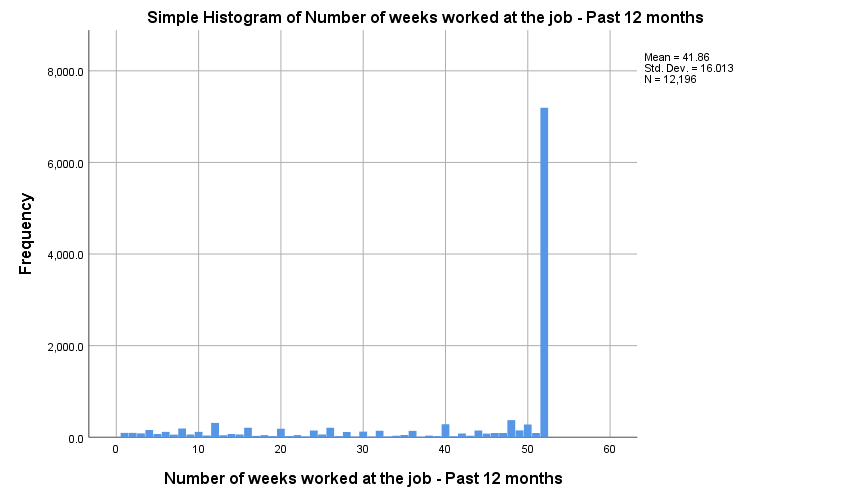 Simple Histogram of Number of weeks worked at the job - Past 12 months
Mean = 41.86
Std. Dev. = 16.013
N = 12,196
8,000.0
6,000.0
4,000.0
2,000.0
0.0
Frequency
0 10 20 30 40 50 60
Number of weeks worked at the job - Past 12 months